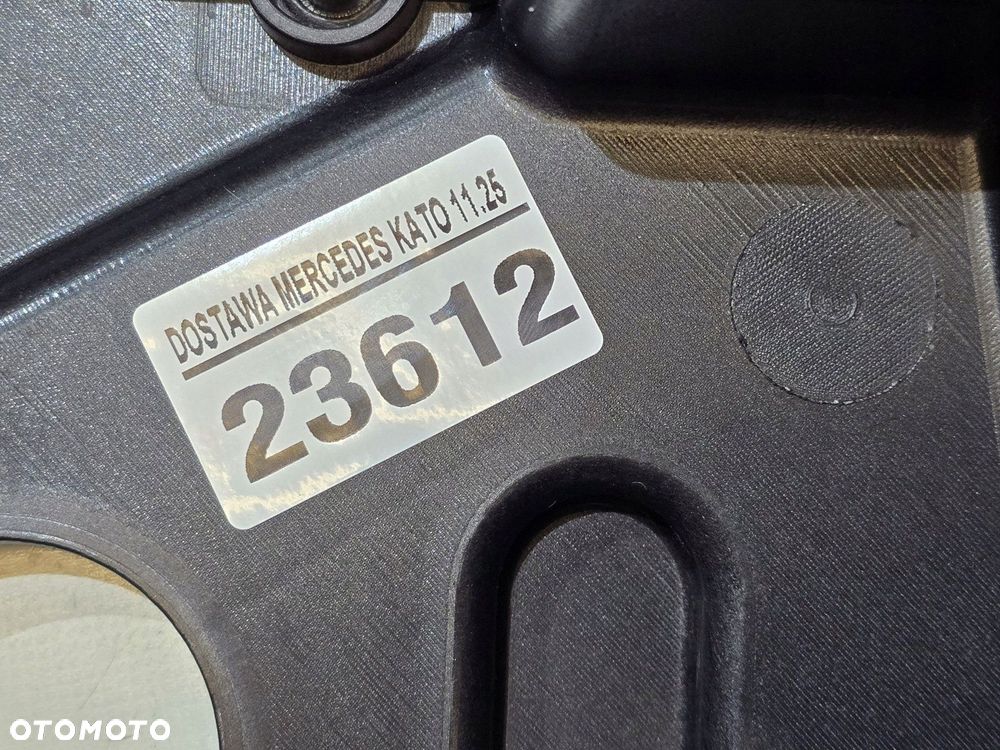 DOSTAWA MERCEDES KATO 11.25
23612
OTOMOTO